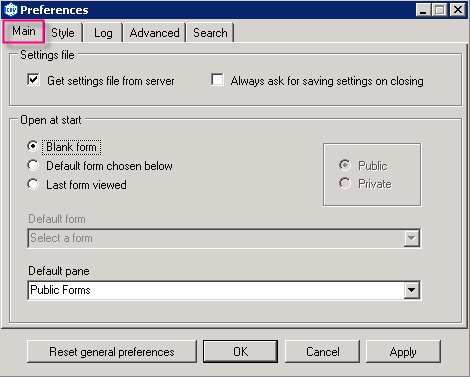 Preferences
Main Style Log Advanced Search
Settings file
Get settings file from server Always ask for saving settings on closing
Open at start
Blank form
Default form chosen below
Last form viewed
Public
Private
Default form
Select a form
Default pane
Public Forms
Reset general preferences OK Cancel Apply